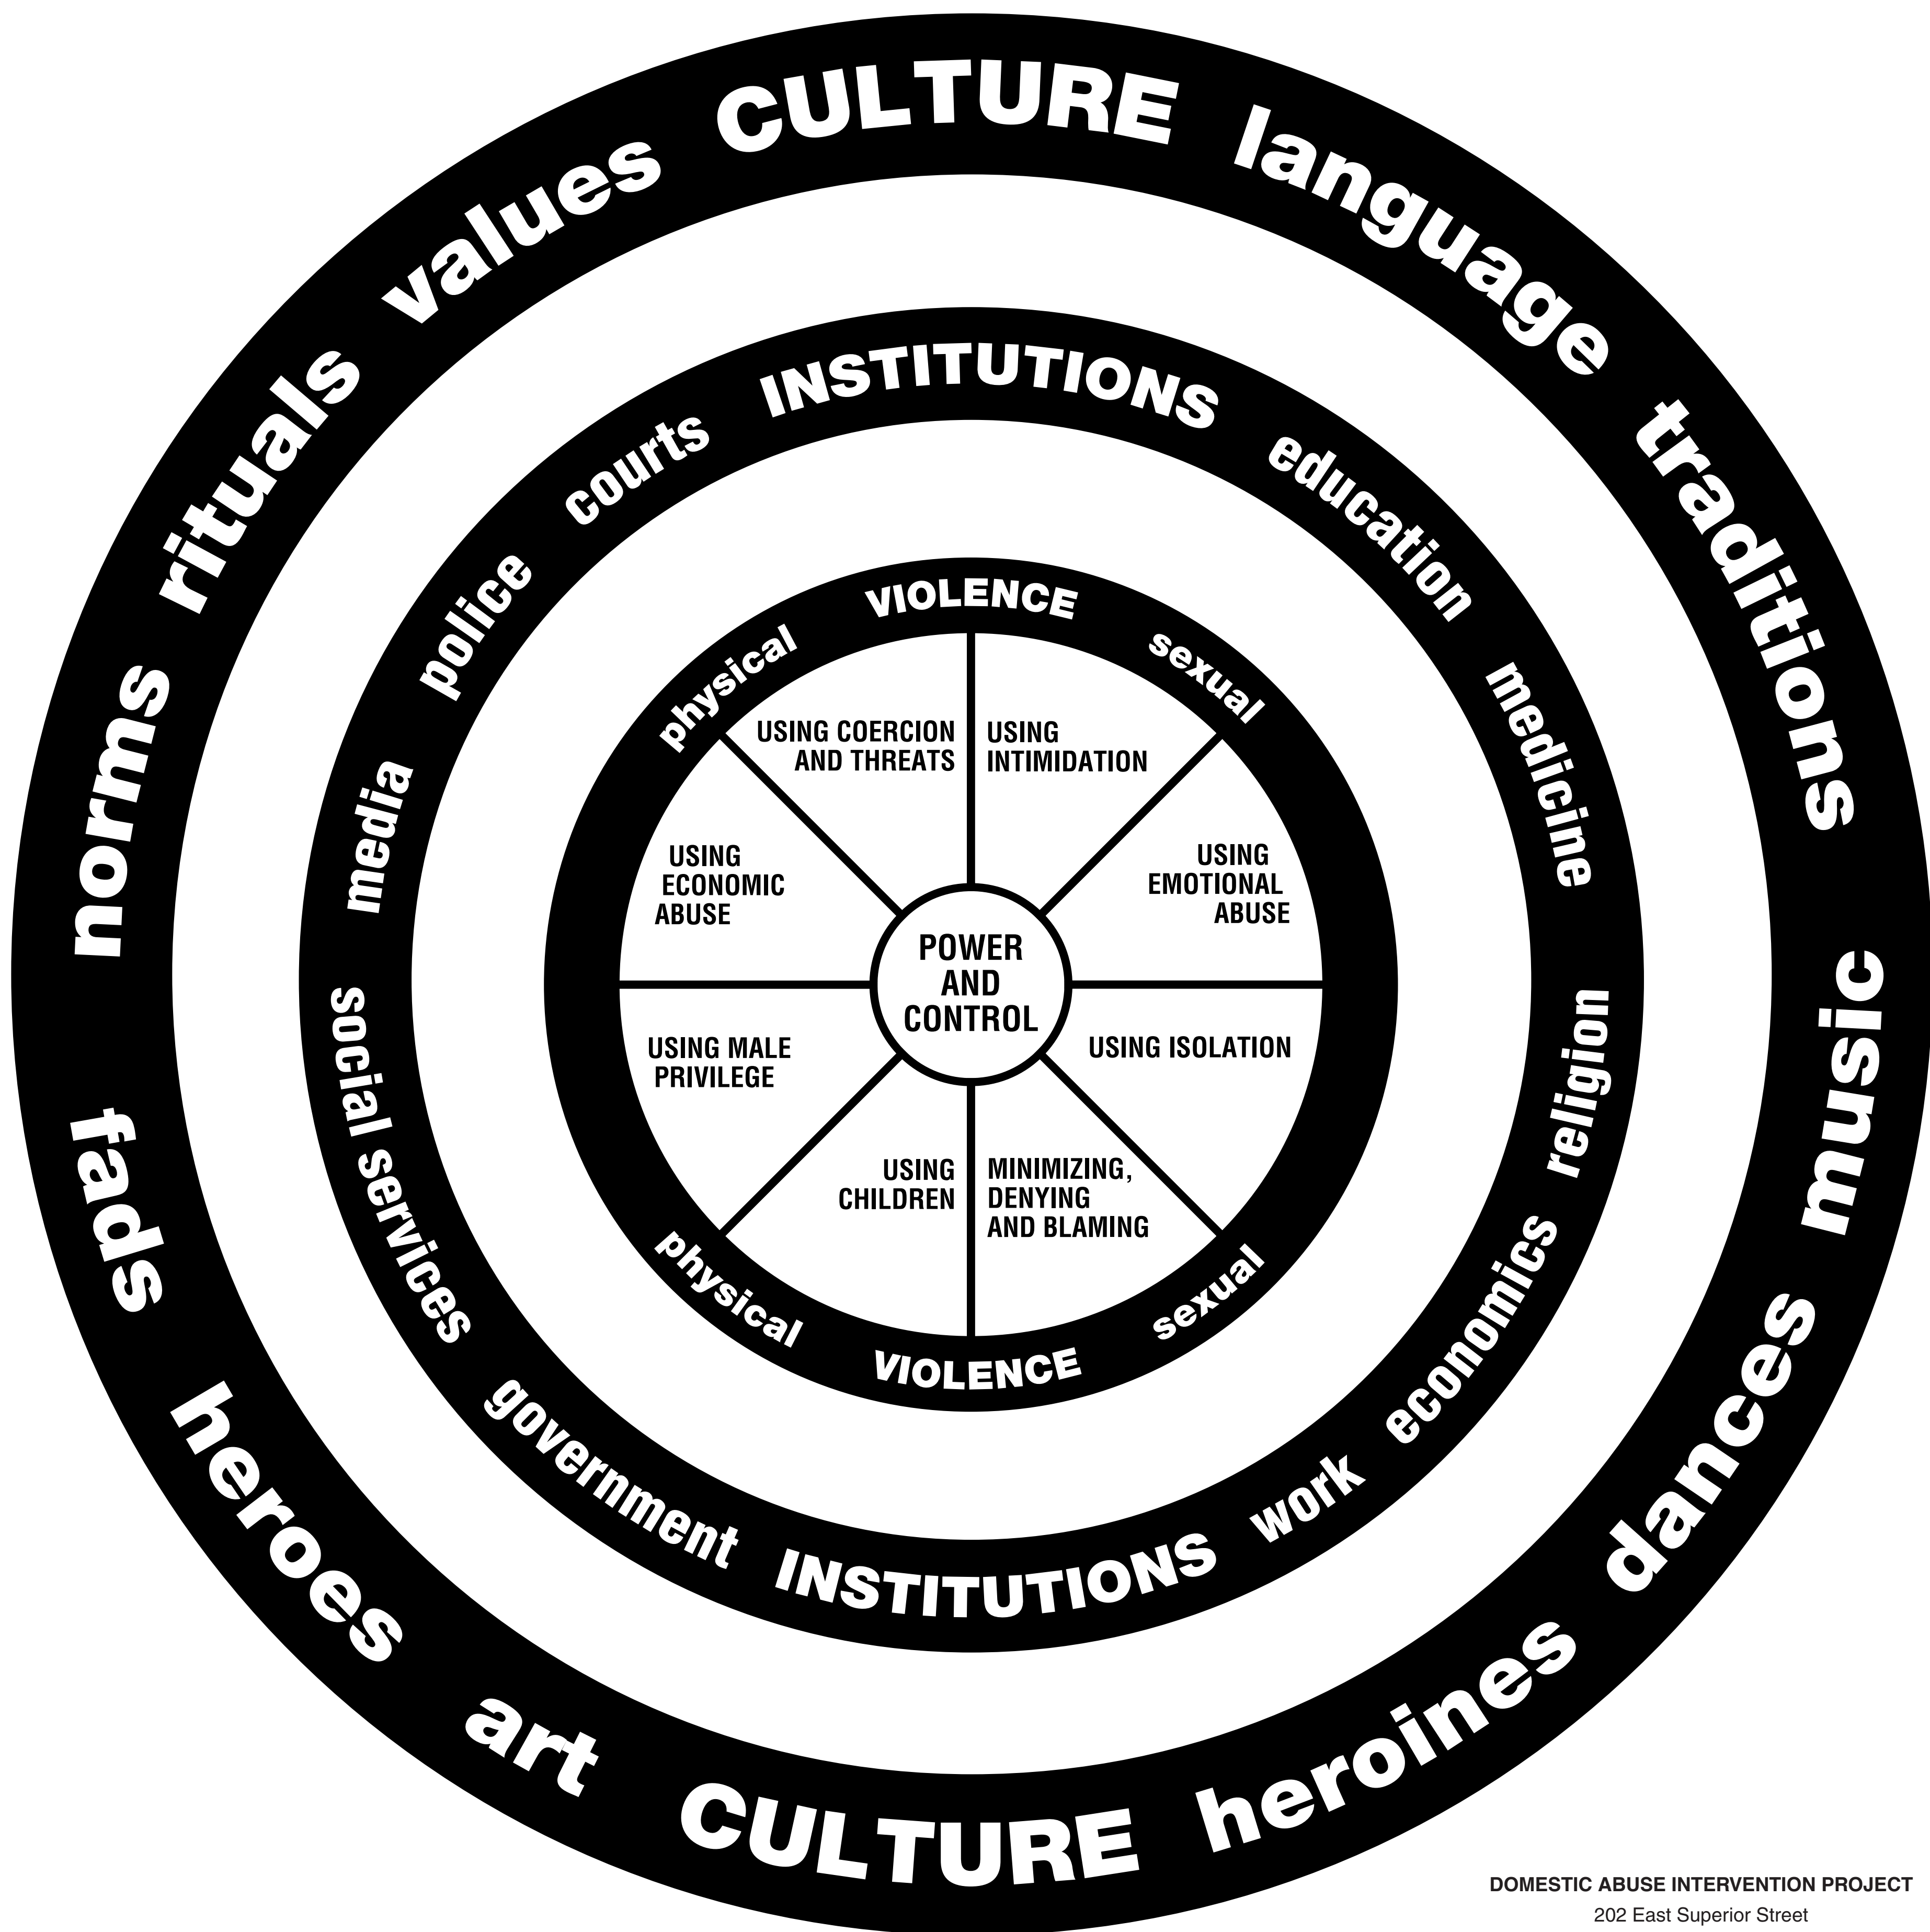 CULTURE language traditions music dances heroines
CULTURE art heroes fads norms rituals values
INSTITUTIONS education medicine religion economics work
INSTITUTIONS government social services media police courts
VIOLENCE sexual
physical
sexual
VIOLENCE
physical
USING COERCION
AND THREATS
USING
INTIMIDATION
USING
EMOTIONAL
ABUSE
USING ISOLATION
MINIMIZING,
DENYING
AND BLAMING
USING
CHILDREN
USING MALE
PRIVILEGE
USING
ECONOMIC
ABUSE
POWER
AND
CONTROL
DOMESTIC ABUSE INTERVENTION PROJECT
202 East Superior Street